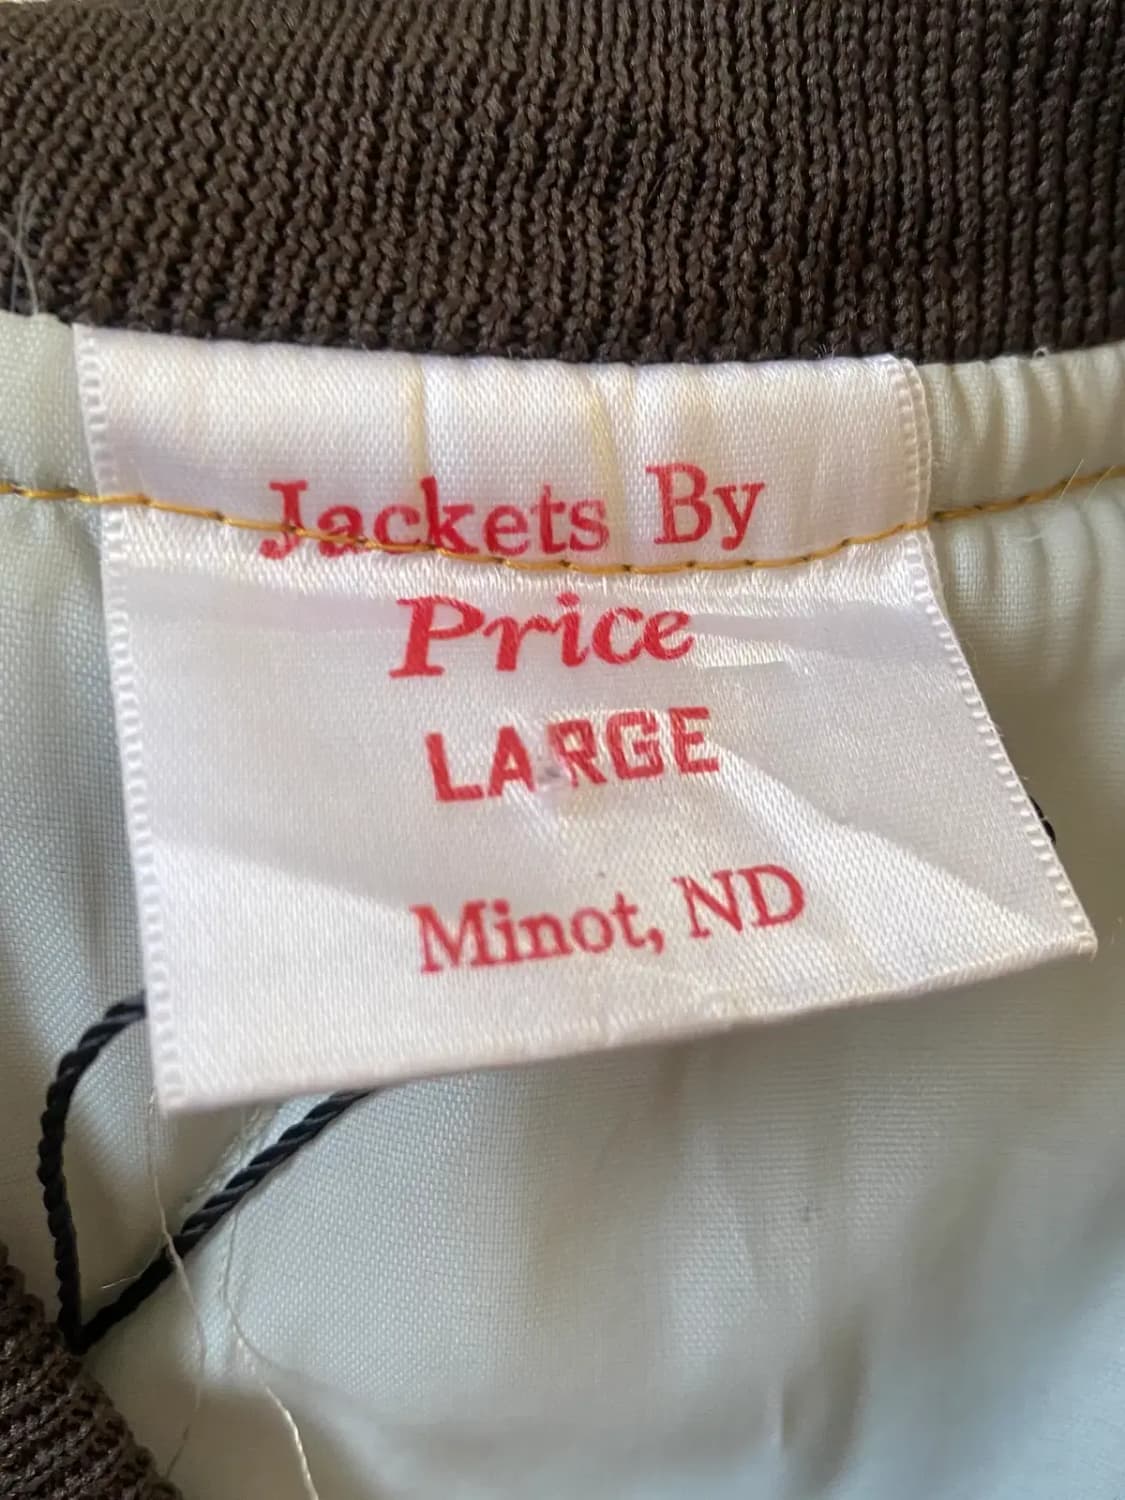 Jackets By
Price
LARGE
Minot, ND